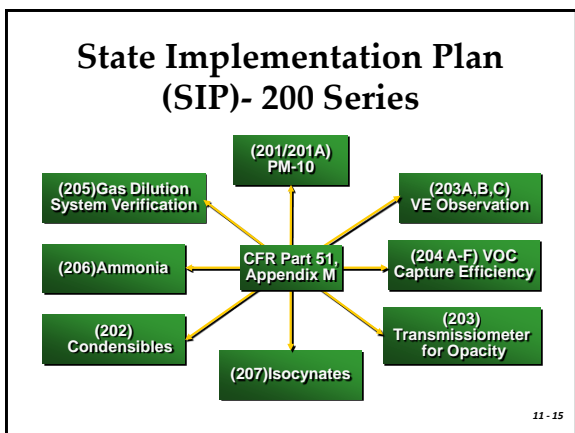 State Implementation Plan
(SIP)- 200 Series
(201/201A)
PM-10
(205)Gas Dilution
System Verification
(203A,B,C)
VE Observation
(206)Ammonia
CFR Part 51,
Appendix M
(204 A-F) VOC
Capture Efficiency
(202)
Condensibles
(203)
Transmissiometer
for Opacity
(207)Isocynates
11 - 15